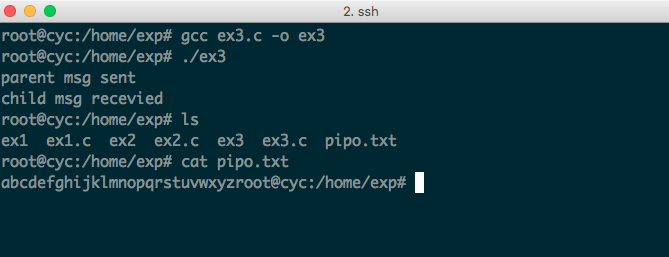 2. ssh
root@cyc:/home/exp# gcc ex3.c -o ex3
root@cyc:/home/exp# ./ex3
parent msg sent
child msg recevied
root@cyc:/home/exp# ls
ex1  ex1.c  ex2  ex2.c  ex3  ex3.c  pipo.txt
root@cyc:/home/exp# cat pipo.txt
abcdefghijklmnopqrstuvwxyzroot@cyc:/home/exp#